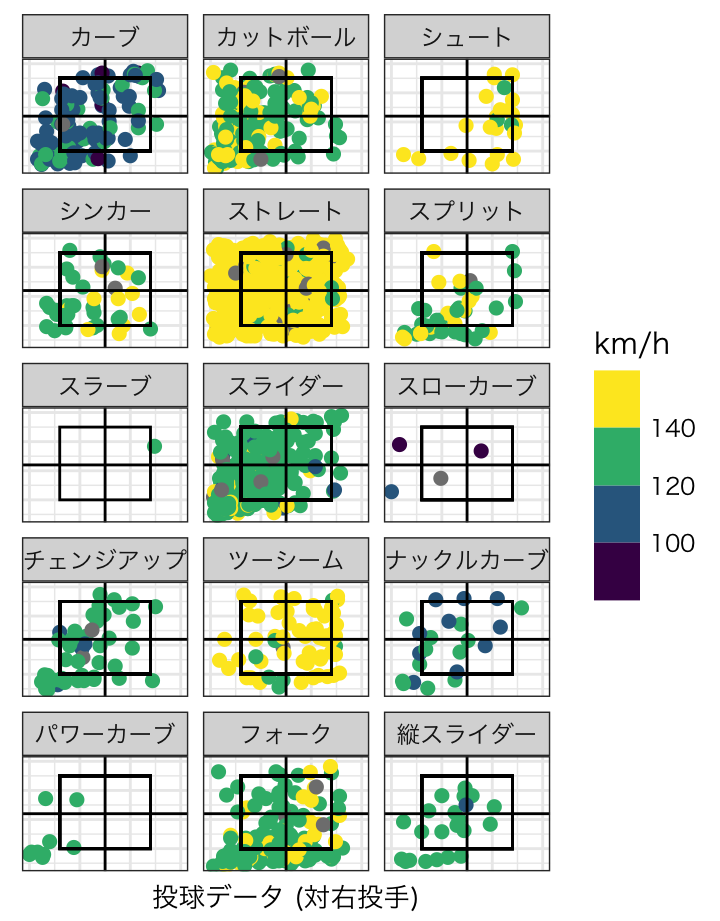 カーブ
カットボール
シュート
シンカー
ストレート
スプリット
スラーブ
スライダー
スローカーブ
チェンジアップ
ツーシーム
ナックルカーブ
パワーカーブ
フォーク
縦スライダー
km/h
140
120
100
投球データ (対右投手)